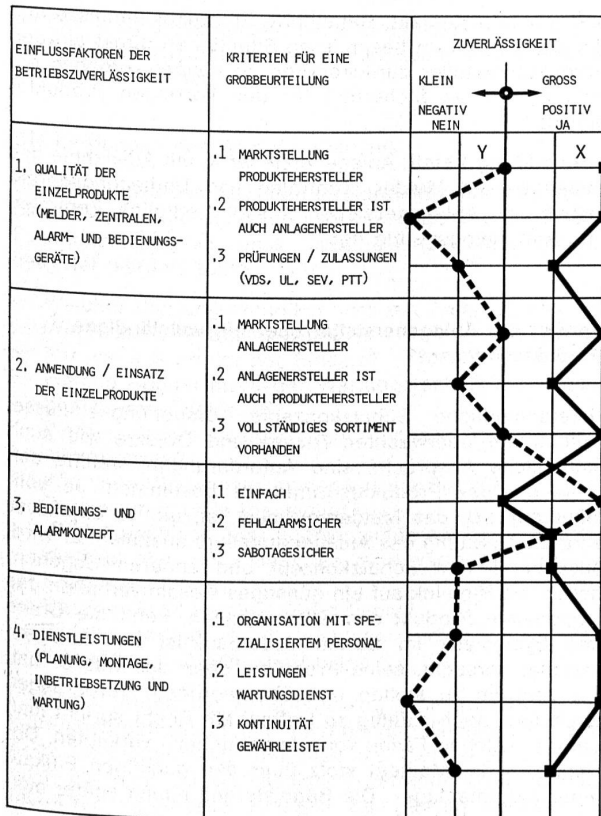 EINFLUSSFAKTOREN DER
BETRIEBSZUVERLÄSSIGKEIT
KRITERIEN FÜR EINE
GROBBEURTEILUNG
ZUVERLÄSSIGKEIT
KLEIN
GROSS
NEGATIV
NEIN
POSITIV
JA
Y
X
1. QUALITÄT DER
EINZELPRODUKTE
(MELDER, ZENTRALEN,
ALARM- UND BEDIENUNGS-
GERÄTE)
.1 MARKTSTELLUNG
PRODUKTEHERSTELLER
.2 PRODUKTEHERSTELLER IST
AUCH ANLAGENERSTELLER
.3 PRÜFUNGEN / ZULASSUNGEN
(VDS, UL, SEV, PTT)
2. ANWENDUNG / EINSATZ
DER EINZELPRODUKTE
.1 MARKTSTELLUNG
ANLAGENERSTELLER
.2 ANLAGENERSTELLER IST
AUCH PRODUKTEHERSTELLER
.3 VOLLSTÄNDIGES SORTIMENT
VORHANDEN
3. BEDIENUNGS- UND
ALARMKONZEPT
.1 EINFACH
.2 FEHLALARMSICHER
.3 SABOTAGESICHER
4. DIENSTLEISTUNGEN
(PLANUNG, MONTAGE,
INBETRIEBSETZUNG UND
WARTUNG)
.1 ORGANISATION MIT SPE-
ZIALISIERTEM PERSONAL
.2 LEISTUNGEN
WARTUNGSDIENST
.3 KONTINUITÄT
GEWÄHRLEISTET